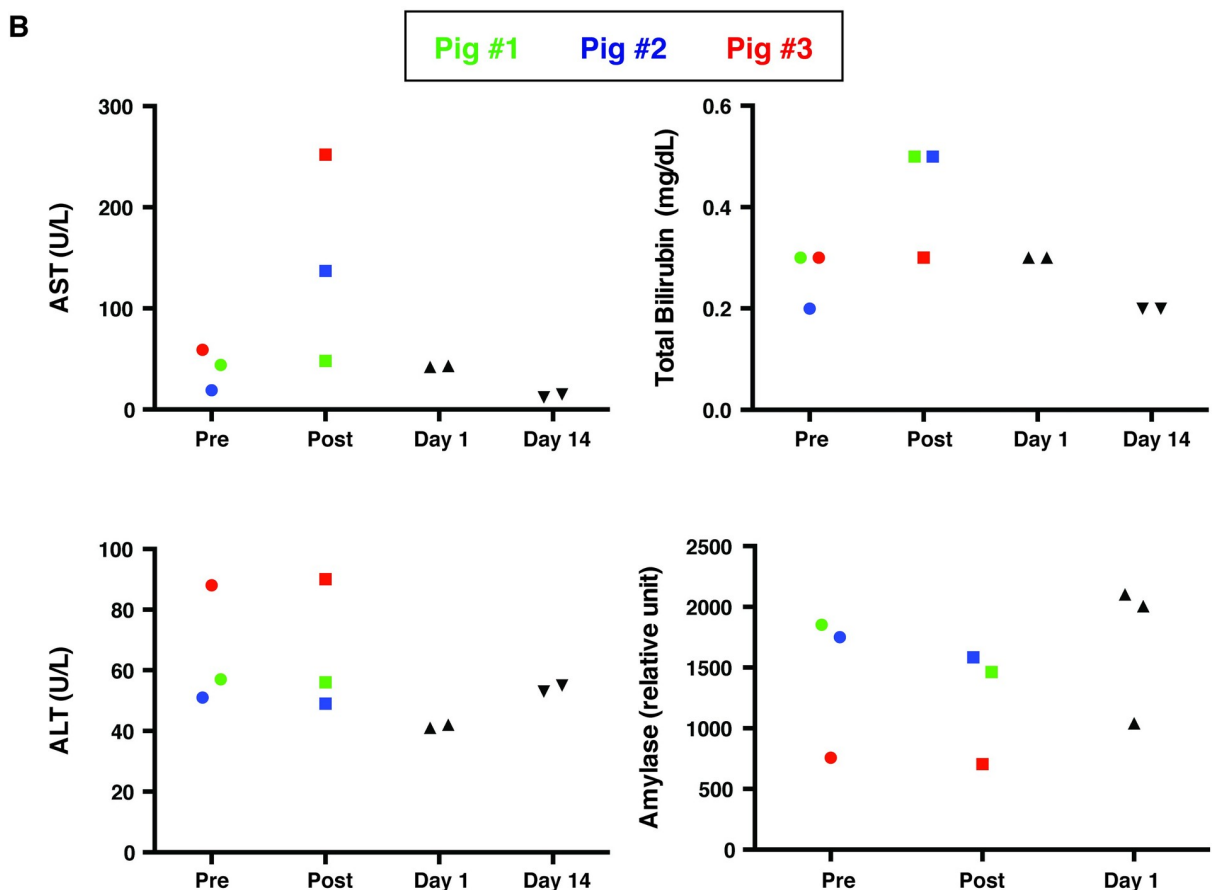 B
Pig #1 Pig #2 Pig #3
AST (U/L)
300
200
100
0
Pre Post Day 1 Day 14
Total Bilirubin (mg/dL)
0.6
0.4
0.2
0.0
Pre Post Day 1 Day 14
ALT (U/L)
100
80
60
40
20
0
Pre Post Day 1 Day 14
Amylase (relative unit)
2500
2000
1500
1000
500
0
Pre Post Day 1